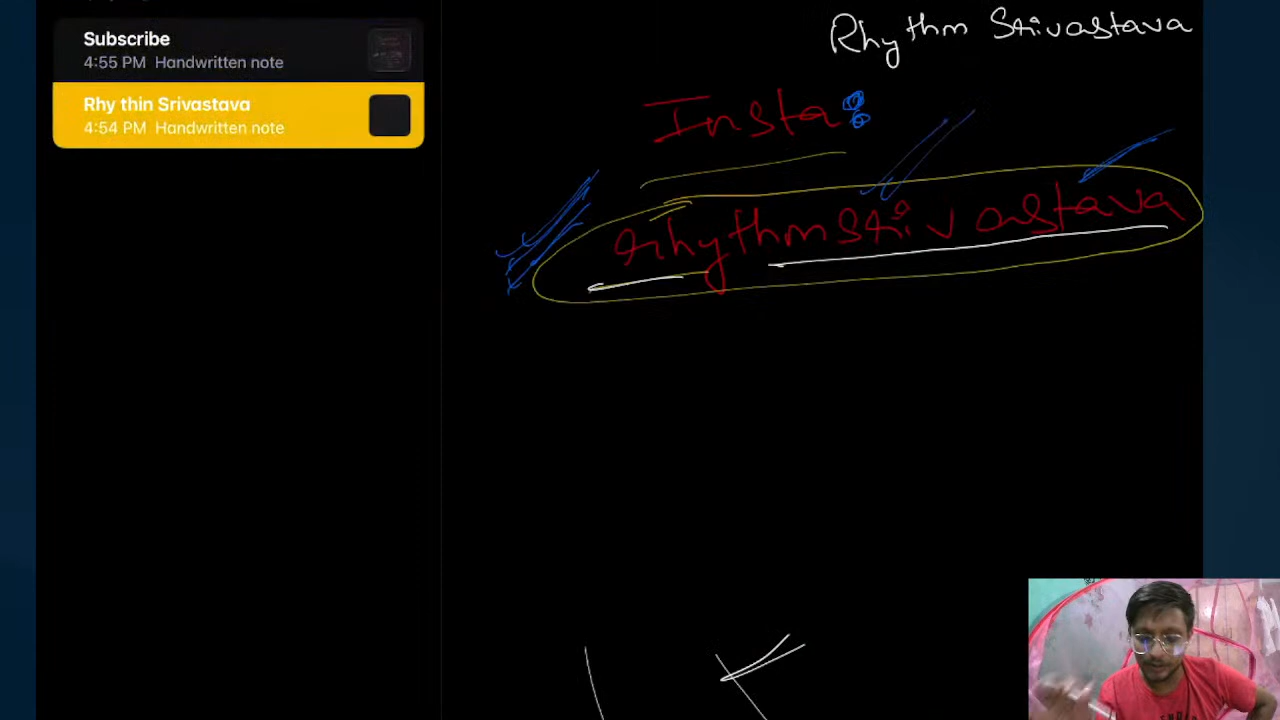 Subscribe
4:55 PM Handwritten note
Rhy thin Srivastava
4:54 PM Handwritten note
Rhythm Srivastava
Insta:
rhythmsrivastava